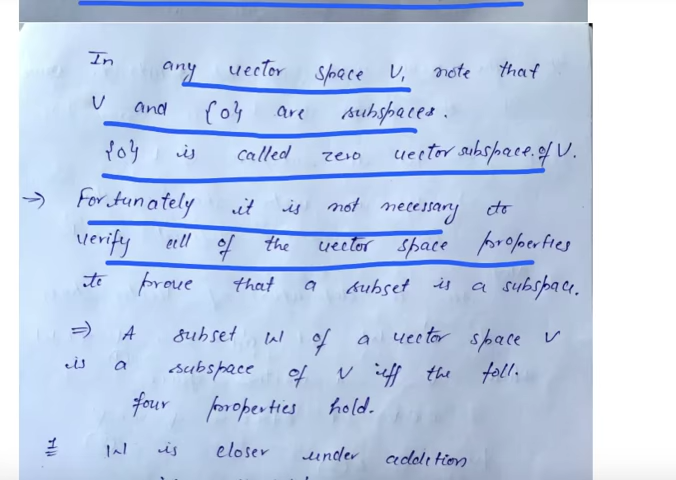 In any vector space V, note that
V and {0} are subspaces.
{0} is called zero vector subspace of V.
⇒ Fortunately it is not necessary to
verify all of the vector space properties
to prove that a subset is a subspace.
⇒ A subset W of a vector space V
is a subspace of V iff the foll.
four properties hold.
1 W is closer under addition